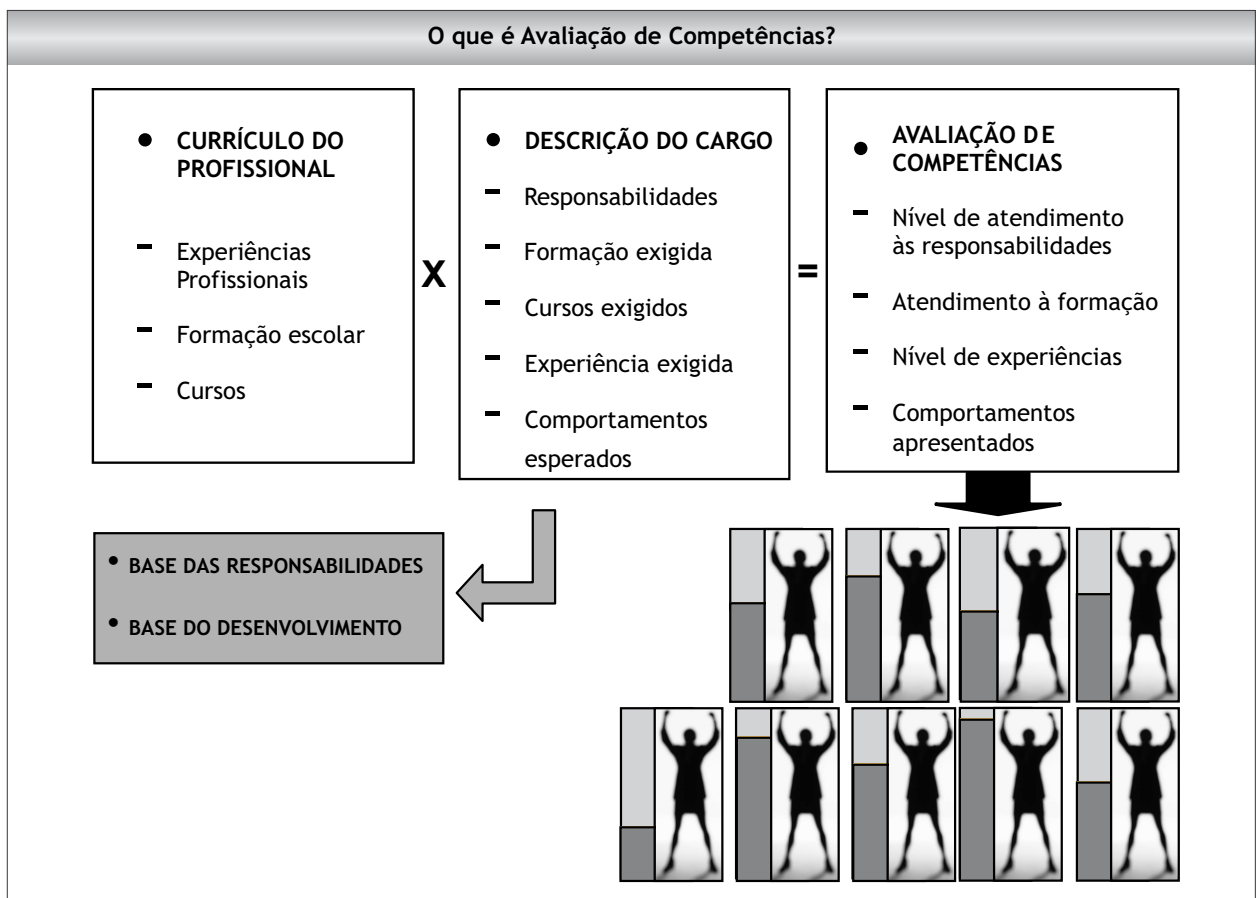 O que é Avaliação de Competências?
• CURRÍCULO DO
PROFISSIONAL
- Experiências
Profissionais
- Formação escolar
- Cursos
X
• DESCRIÇÃO DO CARGO
- Responsabilidades
- Formação exigida
- Cursos exigidos
- Experiência exigida
- Comportamentos
esperados
=
• AVALIAÇÃO DE
COMPETÊNCIAS
- Nível de atendimento
às responsabilidades
- Atendimento à formação
- Nível de experiências
- Comportamentos
apresentados
• BASE DAS RESPONSABILIDADES
• BASE DO DESENVOLVIMENTO